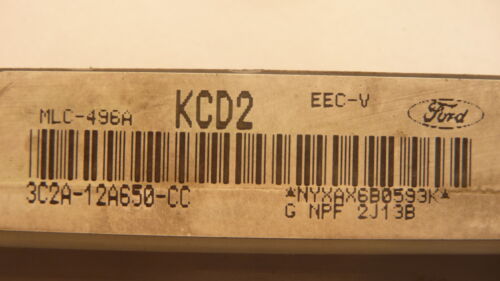 MLC-496A KCD2 EEC-V Ford
3C2A-12A650-CC ▲NYXAX6B0593K▲
G NPF 2J13B